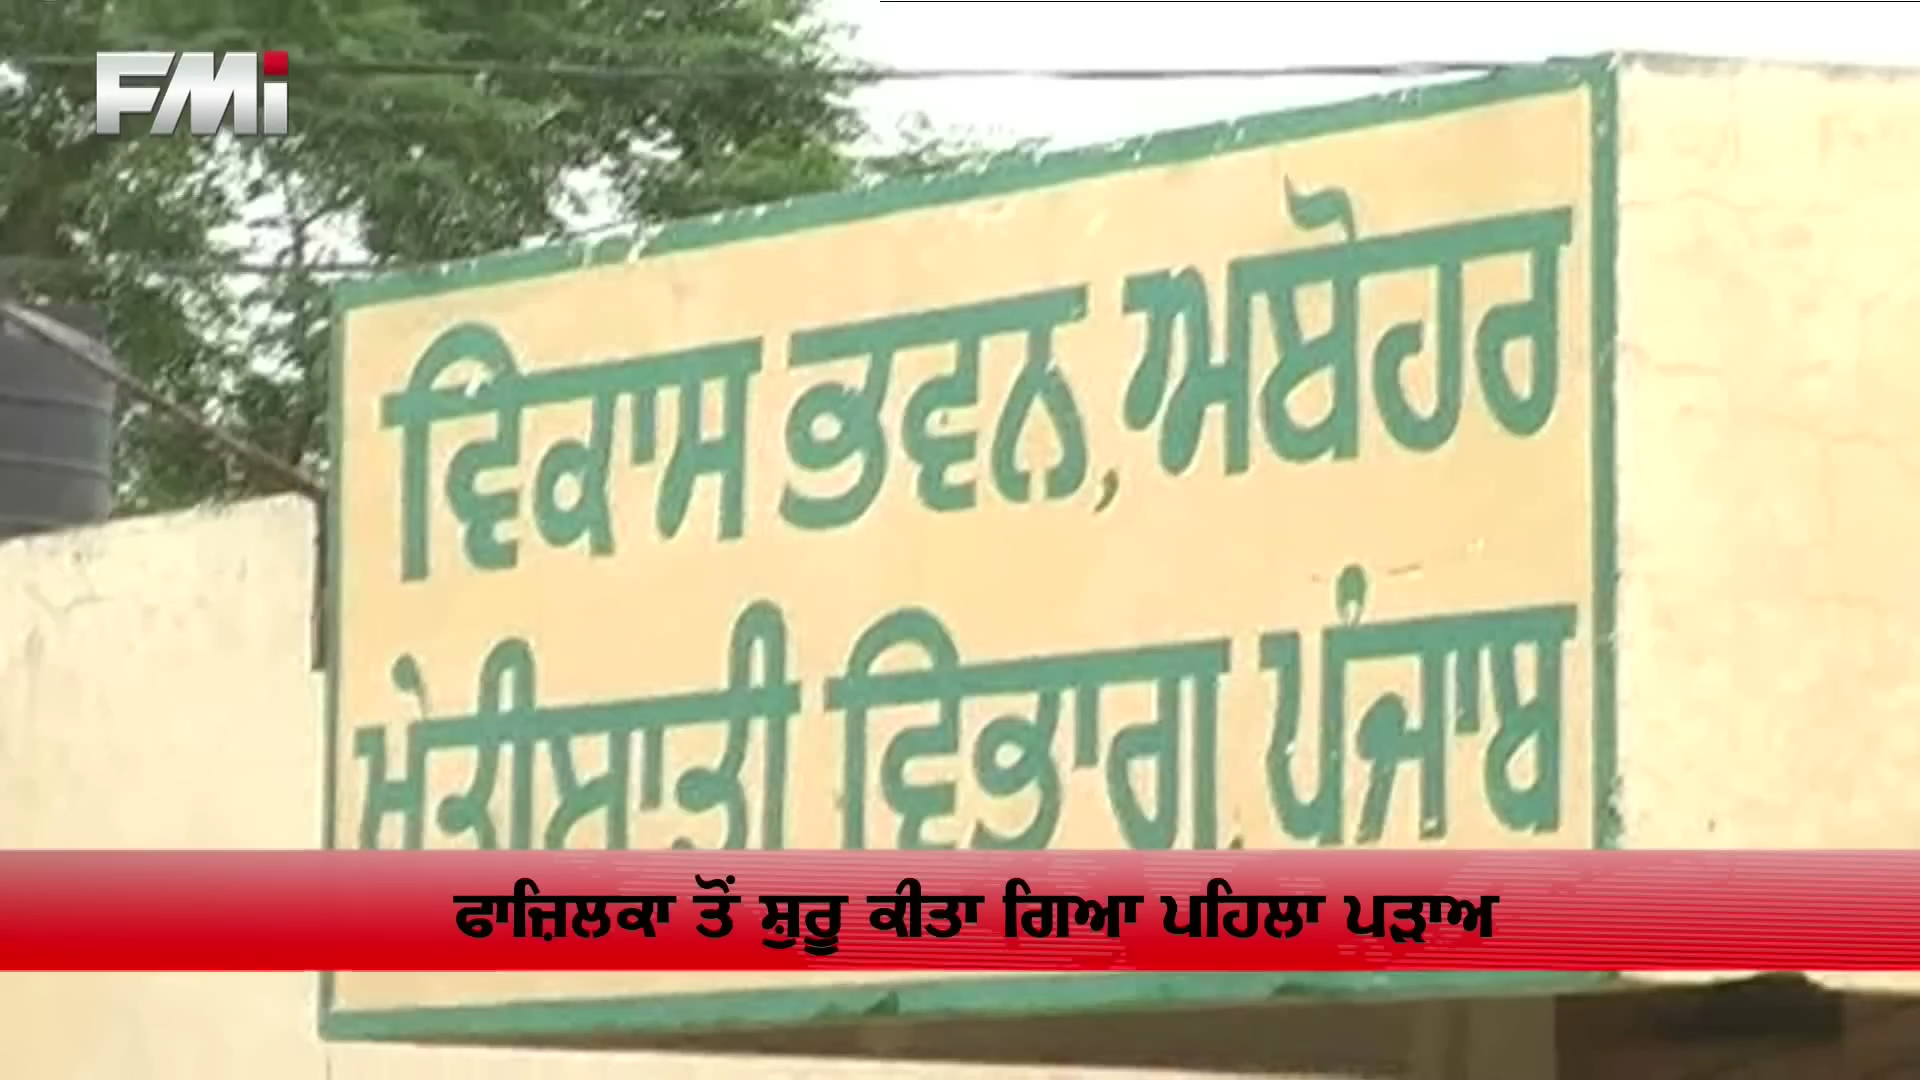 FMi
ਵਿਕਾਸ ਭਵਨ, ਅਬੋਹਰ
ਖੇਤੀਬਾੜੀ ਵਿਭਾਗ, ਪੰਜਾਬ
ਫਾਜ਼ਿਲਕਾ ਤੋਂ ਸ਼ੁਰੂ ਕੀਤਾ ਗਿਆ ਪਹਿਲਾ ਪੜਾਅ